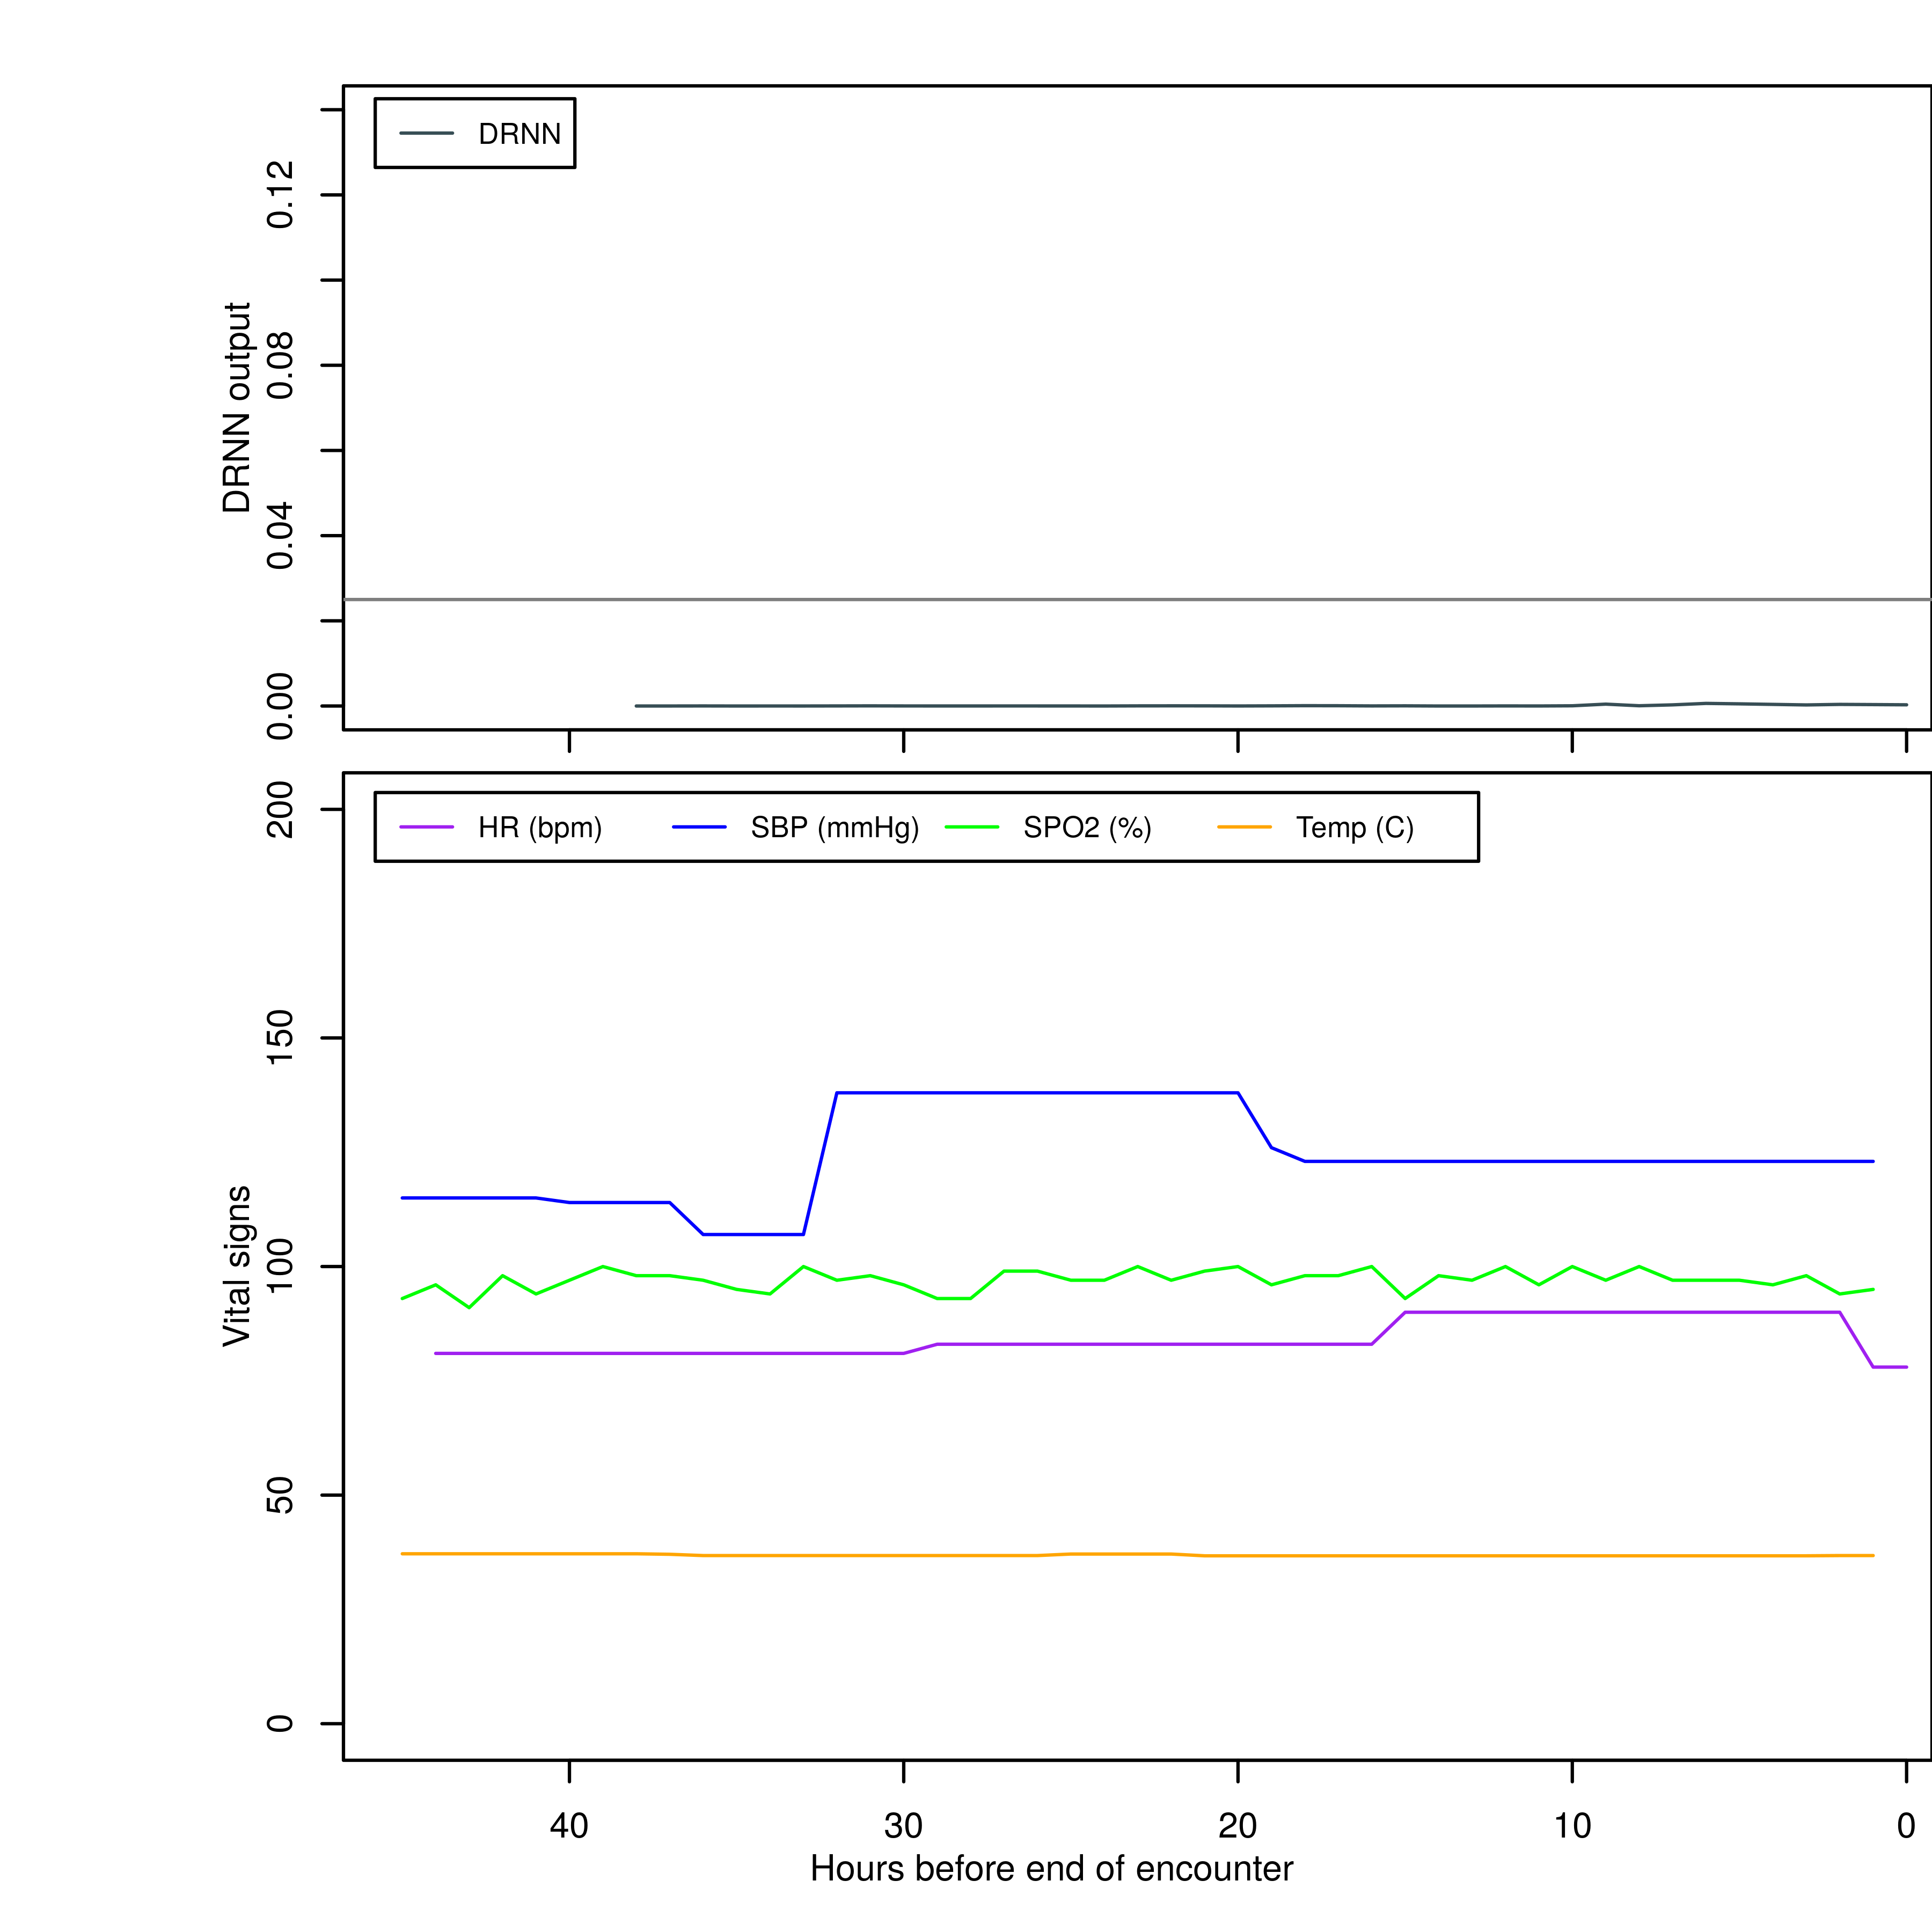 DRNN
0.12
0.08
0.04
0.00
DRNN output
HR (bpm) SBP (mmHg) SPO2 (%) Temp (C)
200
150
100
50
0
Vital signs
40 30 20 10 0
Hours before end of encounter